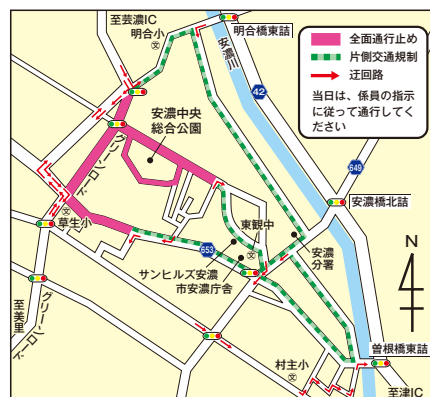 至芸濃IC
明合小
文
明合橋東詰
安濃川
全面通行止め
片側交通規制
迂回路
当日は、係員の指示
に従って通行してく
ださい
42
安濃中央
総合公園
グリーンロード
649
安濃橋北詰
草生小
文
東観中
文
安濃
分署
653
サンヒルズ安濃
市安濃庁舎
N
至美里
グリーンロード
村主小
文
曽根橋東詰
至津IC